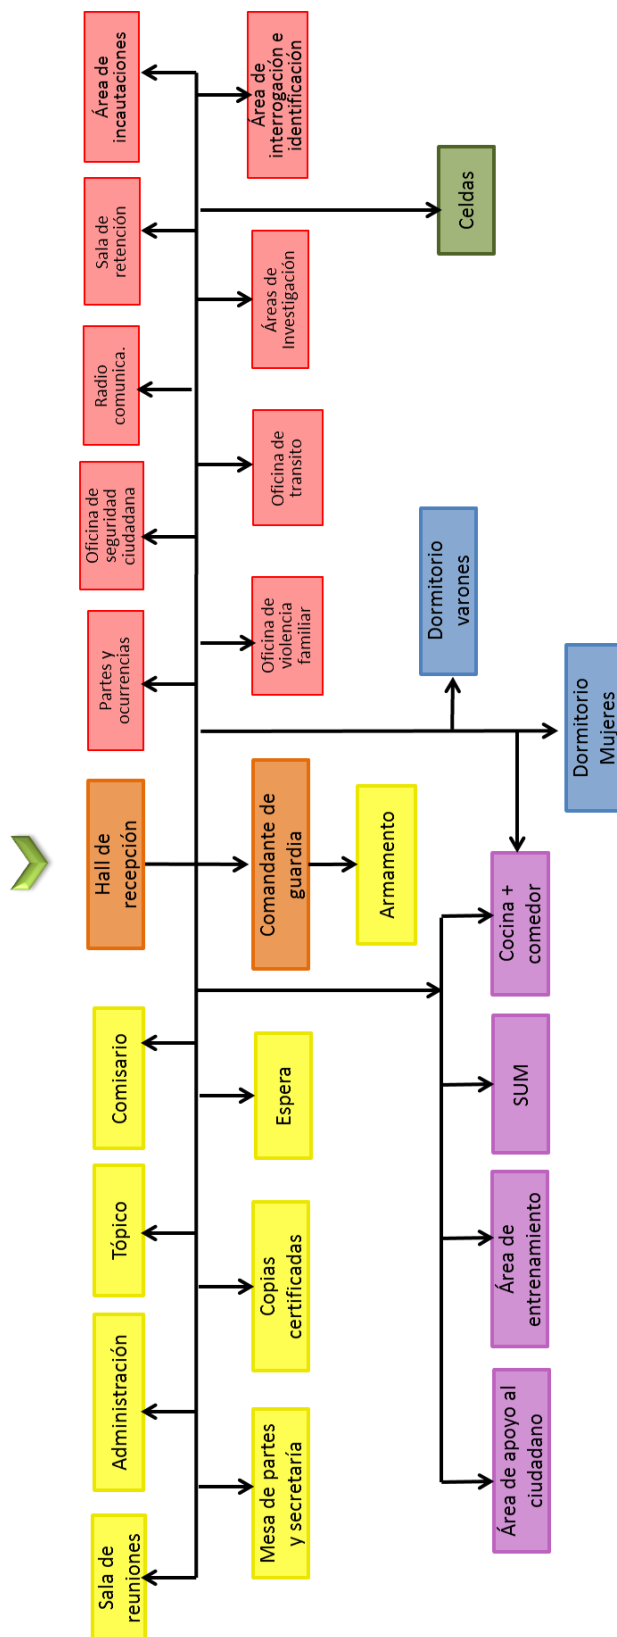 Sala de
reuniones
Administración
Tópico
Comisario
Hall de
recepción
Partes y
ocurrencias
Oficina de
seguridad
ciudadana
Radio
comunica.
Sala de
retención
Área de
incautaciones
Mesa de partes
y secretaría
Copias
certificadas
Espera
Comandante de
guardia
Oficina de
violencia
familiar
Oficina de
transito
Áreas de
Investigación
Área de
interrogación e
identificación
Armamento
Dormitorio
varones
Celdas
Área de apoyo al
ciudadano
Área de
entrenamiento
SUM
Cocina +
comedor
Dormitorio
Mujeres